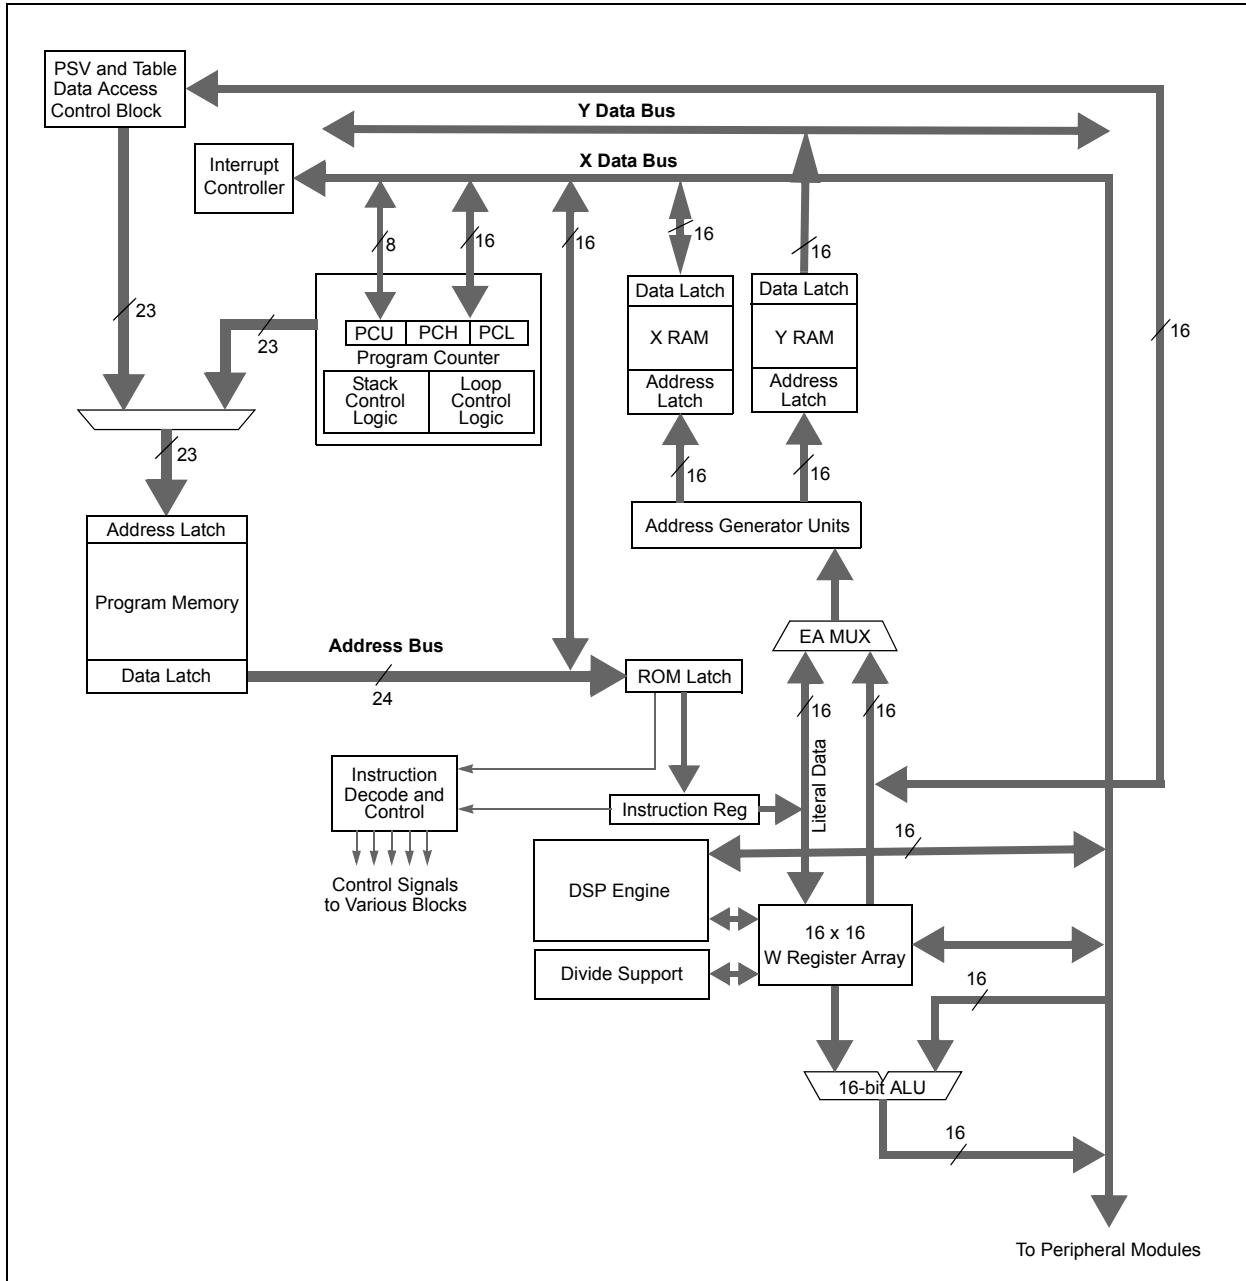 PSV and Table
Data Access
Control Block
Y Data Bus
Interrupt
Controller
X Data Bus
8
16
16
16
16
Data Latch
X RAM
Address
Latch
Data Latch
Y RAM
Address
Latch
23
23
PCU PCH PCL
Program Counter
Stack
Control
Logic
Loop
Control
Logic
16
23
16
16
Address Latch
Program Memory
Data Latch
Address Generator Units
EA MUX
Address Bus
24
ROM Latch
16
16
Literal Data
Instruction
Decode and
Control
Instruction Reg
Control Signals
to Various Blocks
16
DSP Engine
16 x 16
W Register Array
Divide Support
16
16-bit ALU
16
To Peripheral Modules